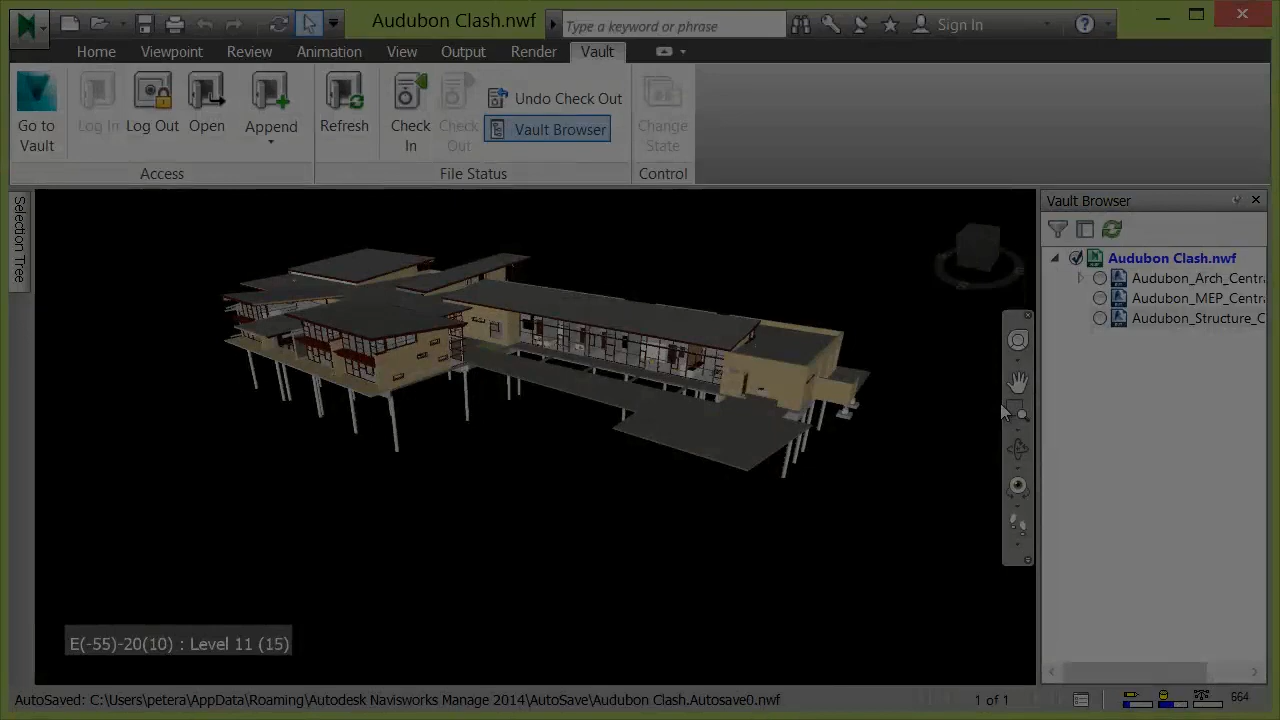 Audubon Clash.nwf
Type a keyword or phrase
Sign In
Home
Viewpoint
Review
Animation
View
Output
Render
Vault
Go to Vault
Log In
Log Out
Open
Append
Refresh
Check In
Check Out
Undo Check Out
Vault Browser
Change State
Access
File Status
Control
Selection Tree
Vault Browser
Audubon Clash.nwf
Audubon_Arch_Centr
Audubon_MEP_Centra
Audubon_Structure_C
E(-55)-20(10) : Level 11 (15)
AutoSaved: C:\Users\petera\AppData\Roaming\Autodesk Navisworks Manage 2014\AutoSave\Audubon Clash.Autosave0.nwf
1 of 1
664